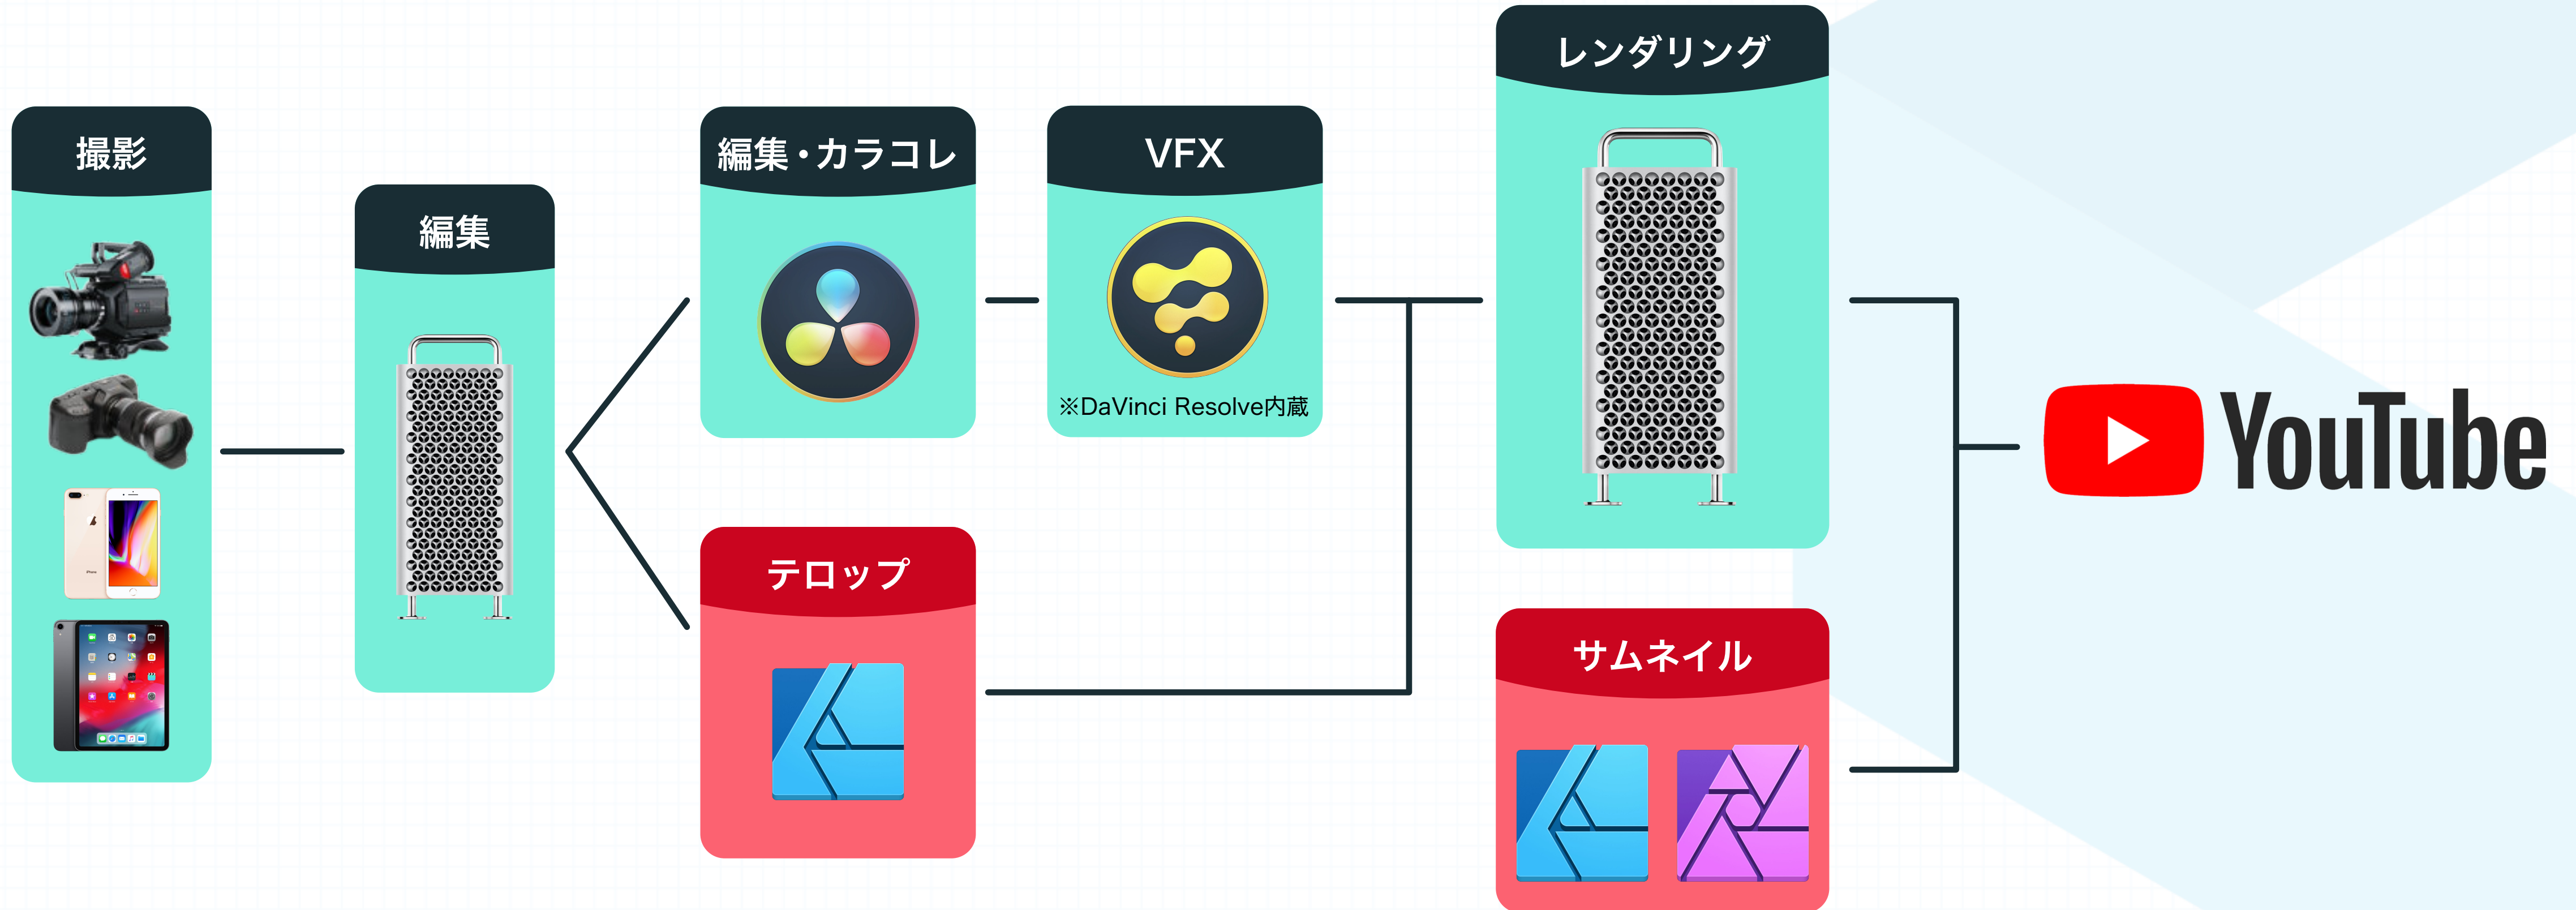 撮影
編集
編集・カラコレ
VFX
※DaVinci Resolve内蔵
テロップ
レンダリング
サムネイル
YouTube